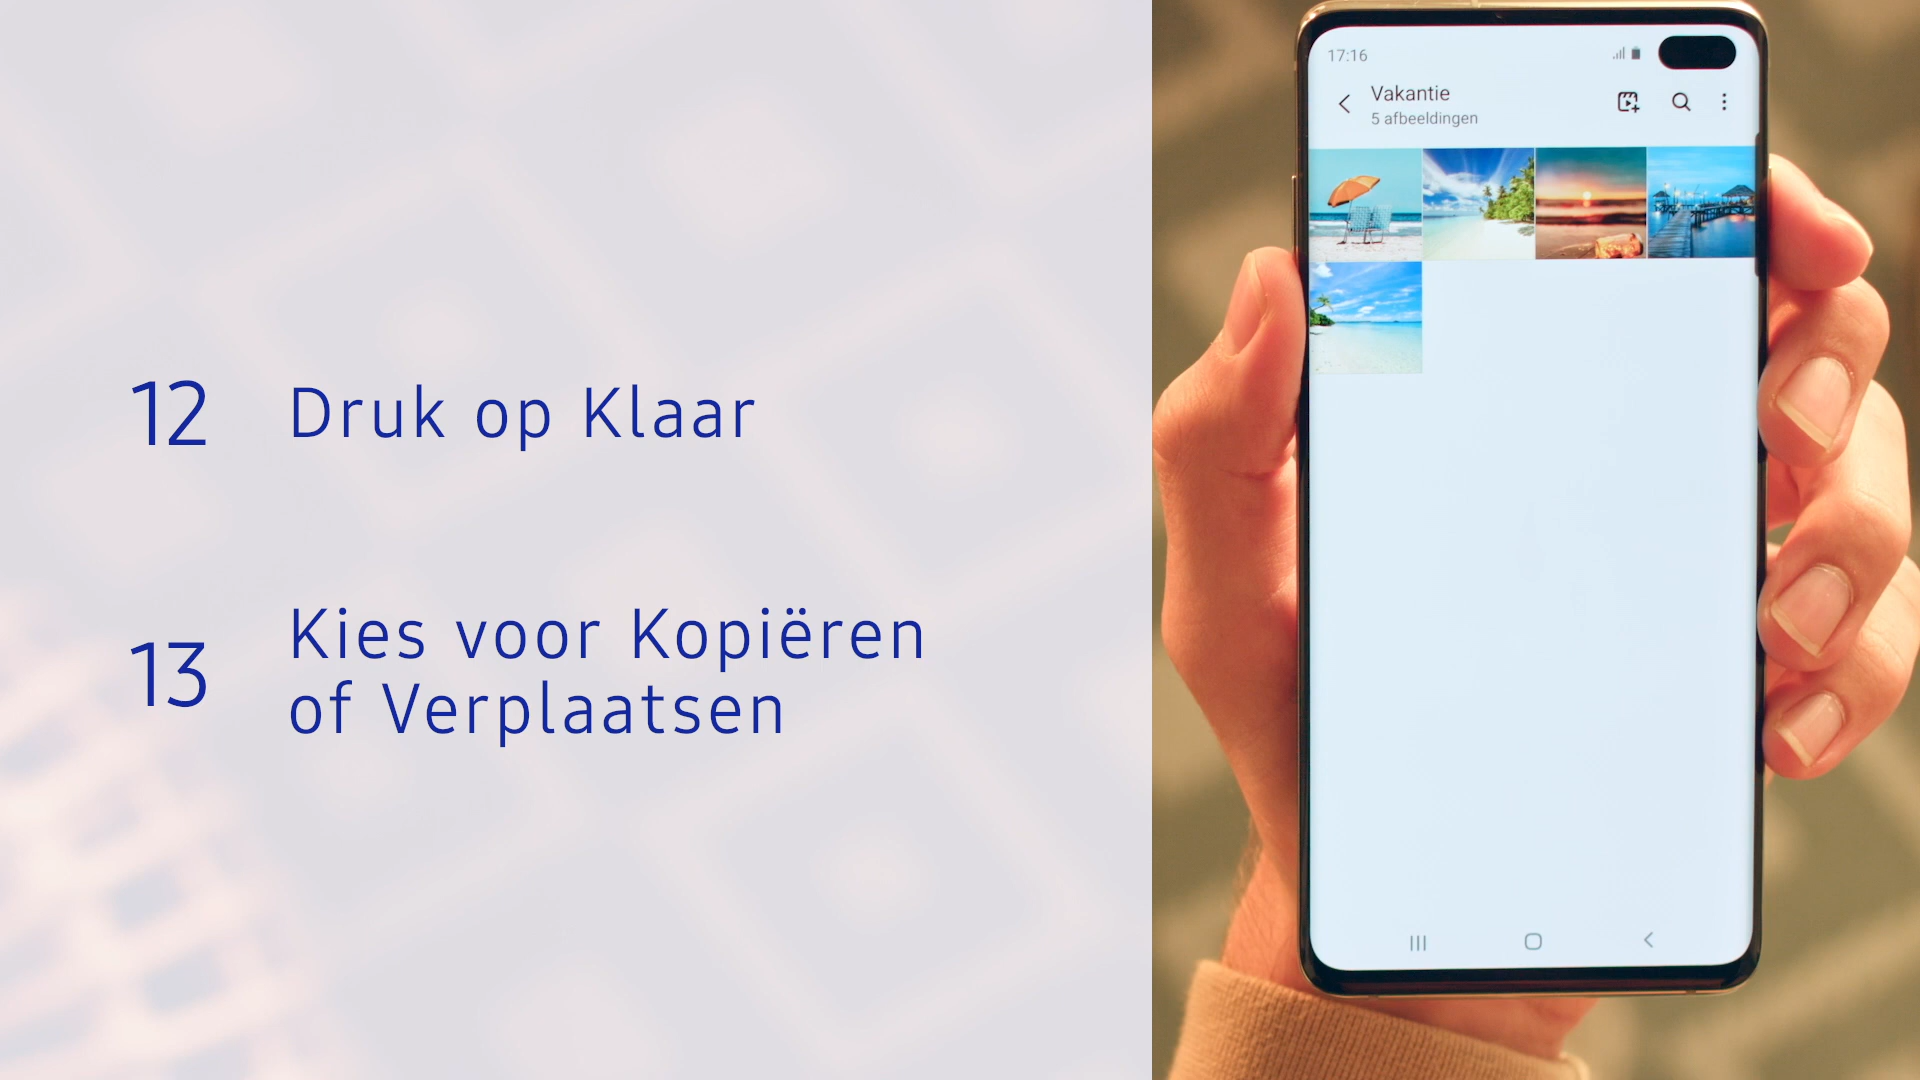 12 Druk op Klaar
13 Kies voor Kopiëren
of Verplaatsen
17:16
Vakantie
5 afbeeldingen